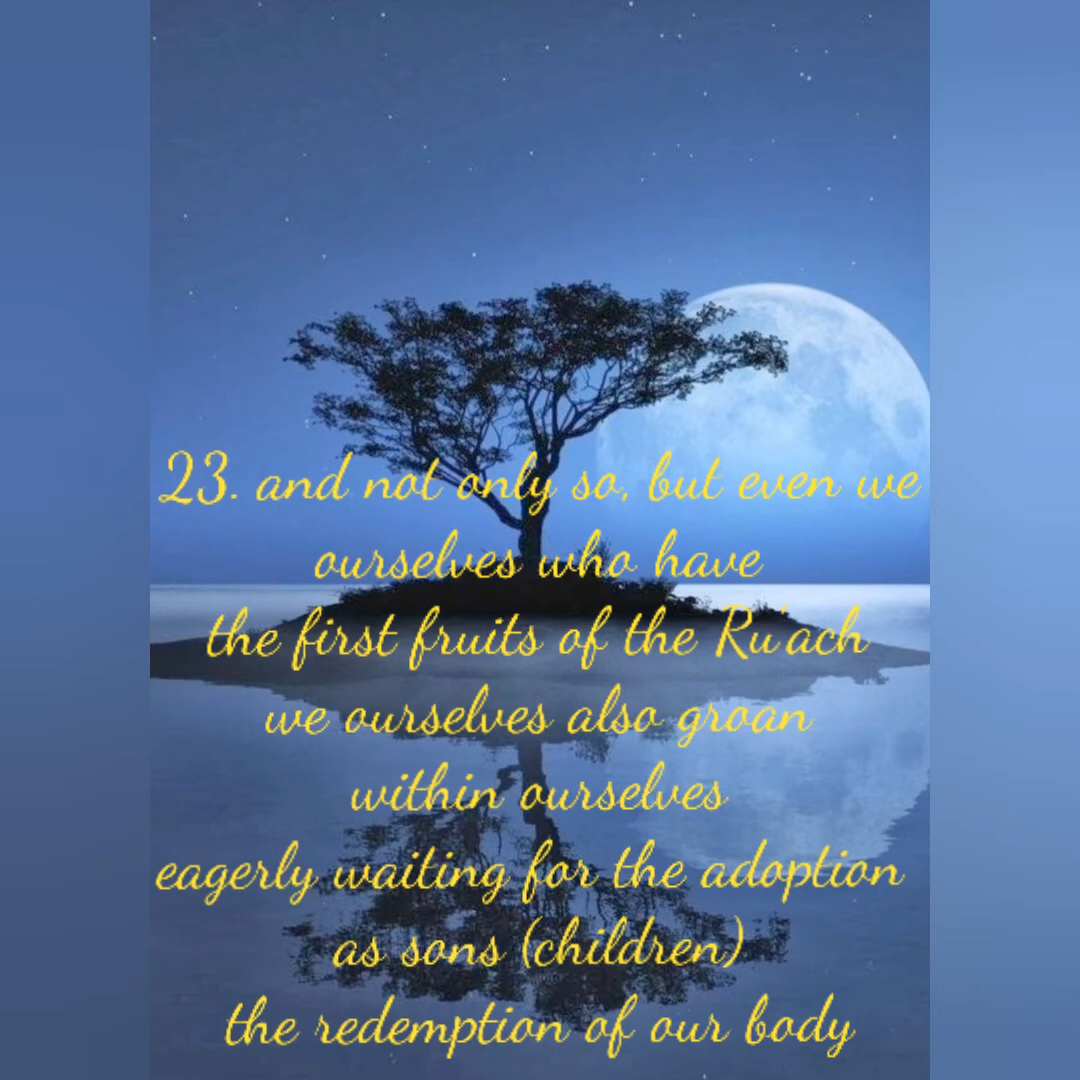 23. and not only so, but even we
ourselves who have
the first fruits of the Ru'ach
we ourselves also groan
within ourselves
eagerly waiting for the adoption
as sons (children)
the redemption of our body